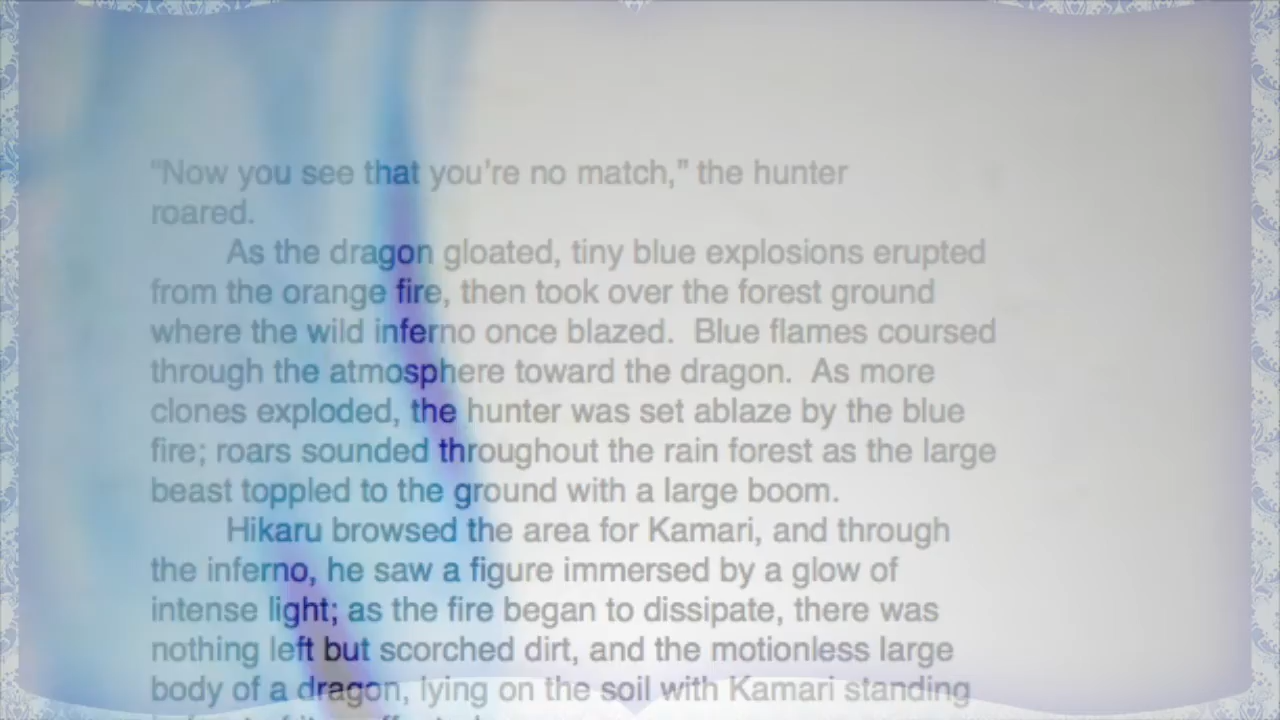 “Now you see that you’re no match,” the hunter
roared.
As the dragon gloated, tiny blue explosions erupted
from the orange fire, then took over the forest ground
where the wild inferno once blazed.  Blue flames coursed
through the atmosphere toward the dragon.  As more
clones exploded, the hunter was set ablaze by the blue
fire; roars sounded throughout the rain forest as the large
beast toppled to the ground with a large boom.
Hikaru browsed the area for Kamari, and through
the inferno, he saw a figure immersed by a glow of
intense light; as the fire began to dissipate, there was
nothing left but scorched dirt, and the motionless large
body of a dragon, lying on the soil with Kamari standing